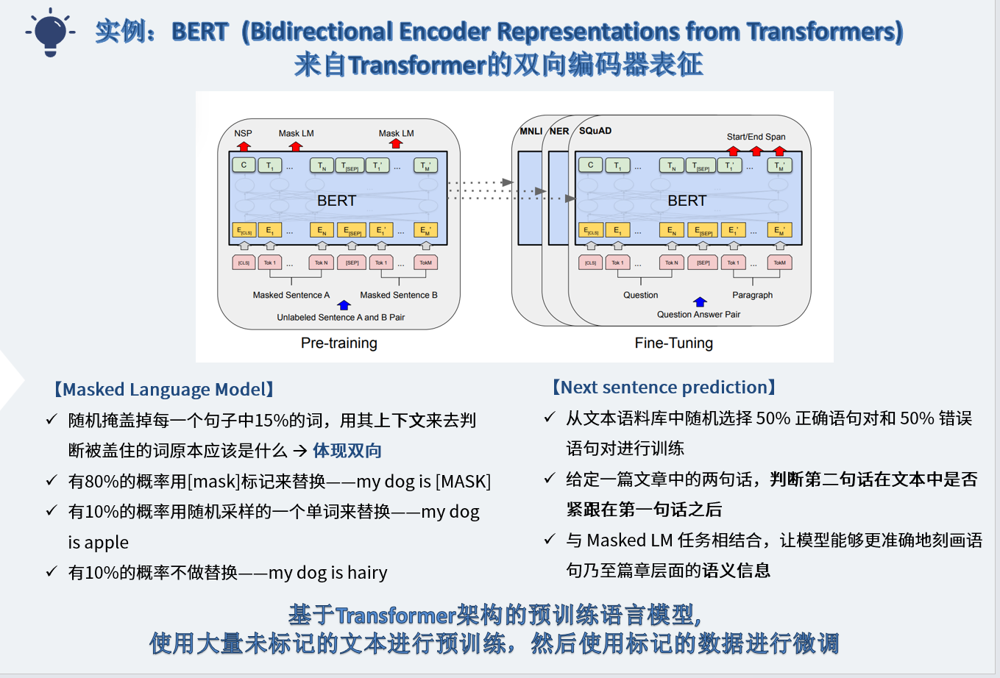 实例：BERT (Bidirectional Encoder Representations from Transformers)
来自Transformer的双向编码器表征
NSP Mask LM Mask LM
C T1 ... TN T[SEP] T1' ... TM'
BERT
E[CLS] E1 ... EN E[SEP] E1' ... EM'
[CLS] Tok 1 ... Tok N [SEP] Tok 1 ... TokM
Masked Sentence A Masked Sentence B
Unlabeled Sentence A and B Pair
Pre-training
MNLI NER SQuAD
Start/End Span
C T1 ... TN T[SEP] T1' ... TM'
BERT
E[CLS] E1 ... EN E[SEP] E1' ... EM'
[CLS] Tok 1 ... Tok N [SEP] Tok 1 ... TokM
Question Paragraph
Question Answer Pair
Fine-Tuning
【Masked Language Model】
✓ 随机掩盖掉每一个句子中15%的词，用其上下文来去判
断被盖住的词原本应该是什么 → 体现双向
✓ 有80%的概率用[mask]标记来替换——my dog is [MASK]
✓ 有10%的概率用随机采样的一个单词来替换——my dog
is apple
✓ 有10%的概率不做替换——my dog is hairy
【Next sentence prediction】
✓ 从文本语料库中随机选择 50% 正确语句对和 50% 错误
语句对进行训练
✓ 给定一篇文章中的两句话，判断第二句话在文本中是否
紧跟在第一句话之后
✓ 与 Masked LM 任务相结合，让模型能够更准确地刻画语
句乃至篇章层面的语义信息
基于Transformer架构的预训练语言模型,
使用大量未标记的文本进行预训练，然后使用标记的数据进行微调